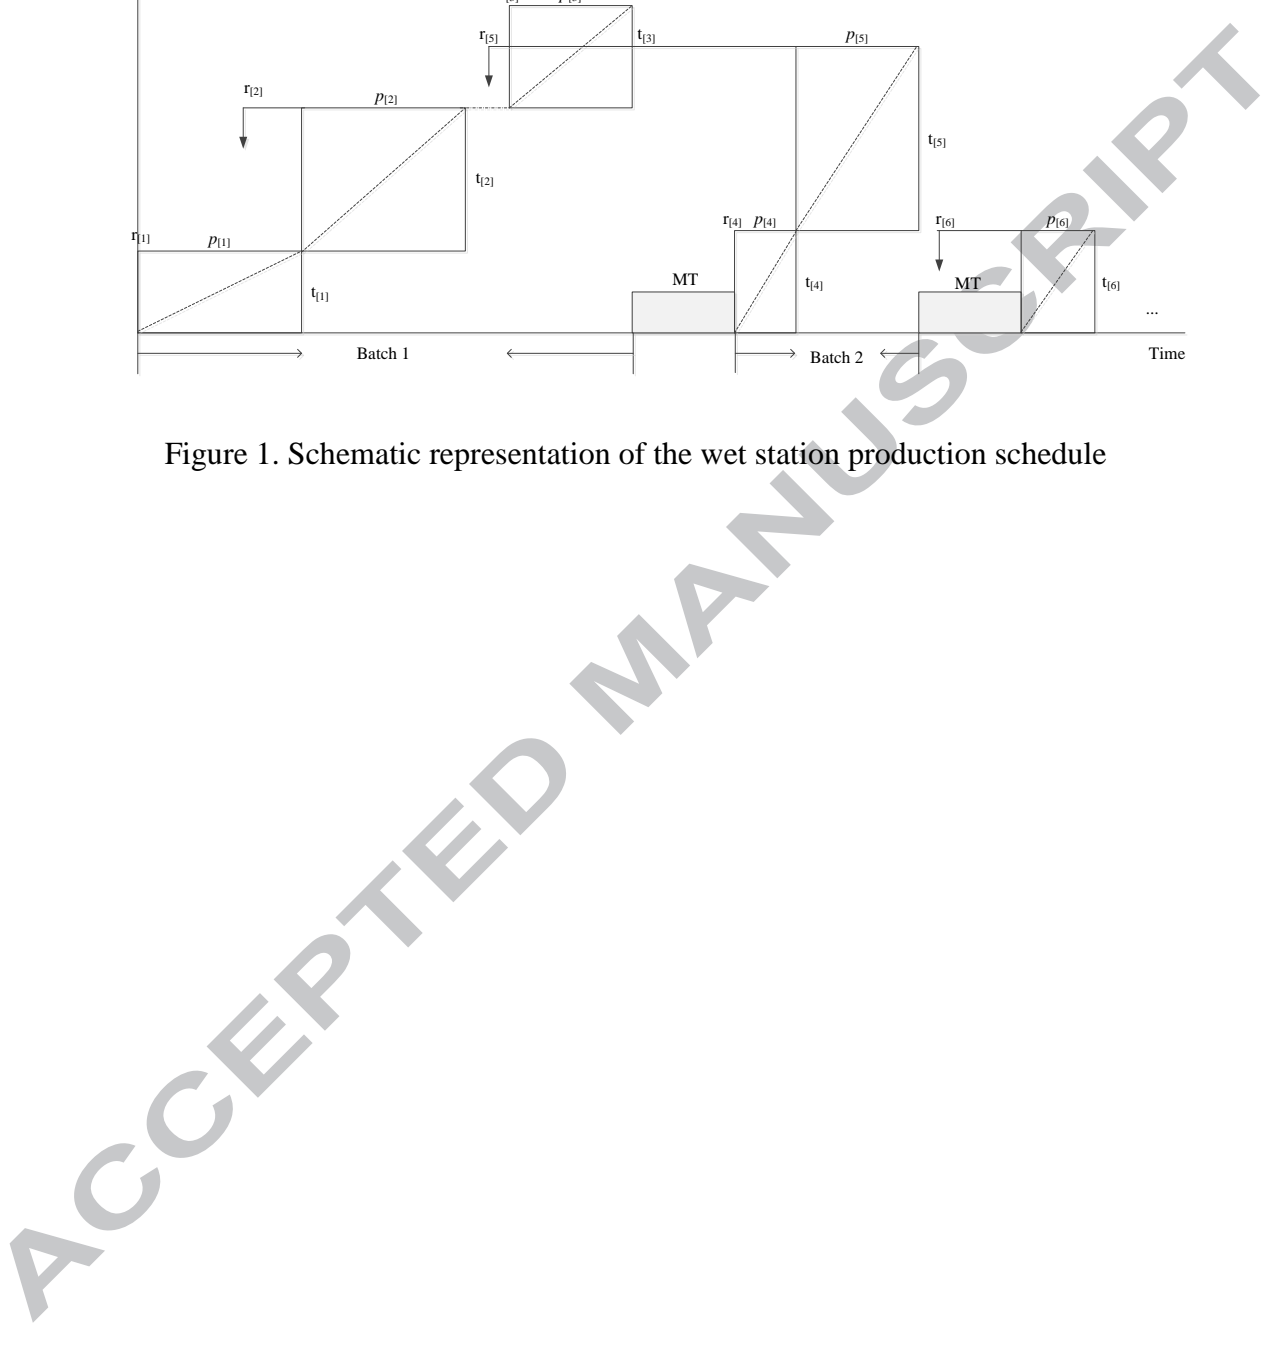 r[5]
t[3]
p[5]
r[2]
p[2]
t[5]
t[2]
r[1]
p[1]
r[4]
p[4]
r[6]
p[6]
MT
MT
t[1]
t[4]
t[6]
...
Batch 1
Batch 2
Time
Figure 1. Schematic representation of the wet station production schedule
ACCEPTED MANUSCRIPT